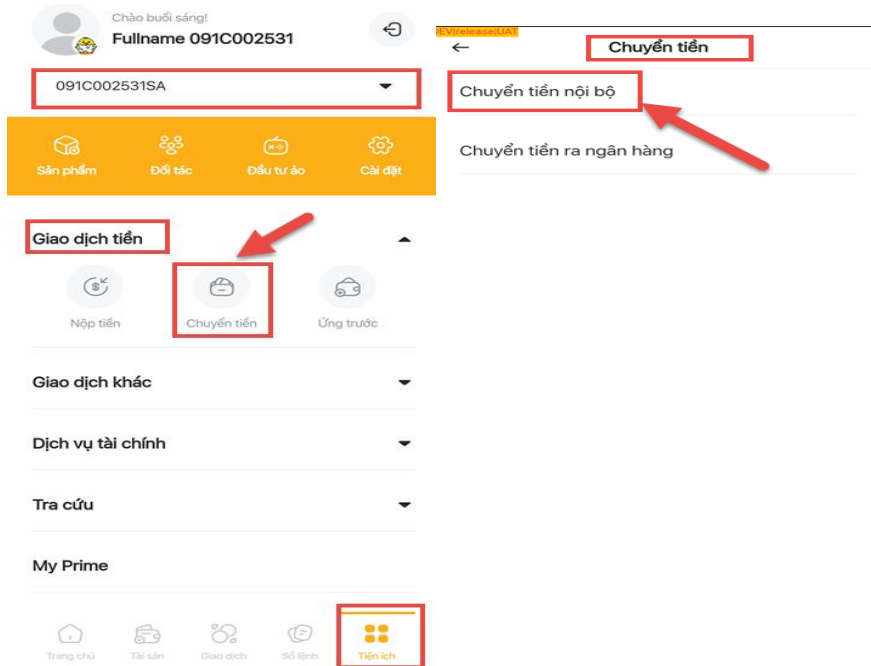 Chào buổi sáng!
Fullname 091C002531
091C002531SA
Sản phẩm
Đối tác
Đầu tư ảo
Cài đặt
Giao dịch tiền
Nộp tiền
Chuyển tiền
Ứng trước
Giao dịch khác
Dịch vụ tài chính
Tra cứu
My Prime
Trang chủ
Tài sản
Giao dịch
Sổ lệnh
Tiện ích
EV|release|UAT
Chuyển tiền
Chuyển tiền nội bộ
Chuyển tiền ra ngân hàng